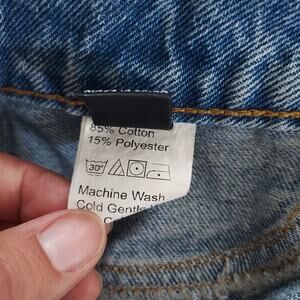 85% Cotton
15% Polyester
30°
Machine Wash
Cold Gentle